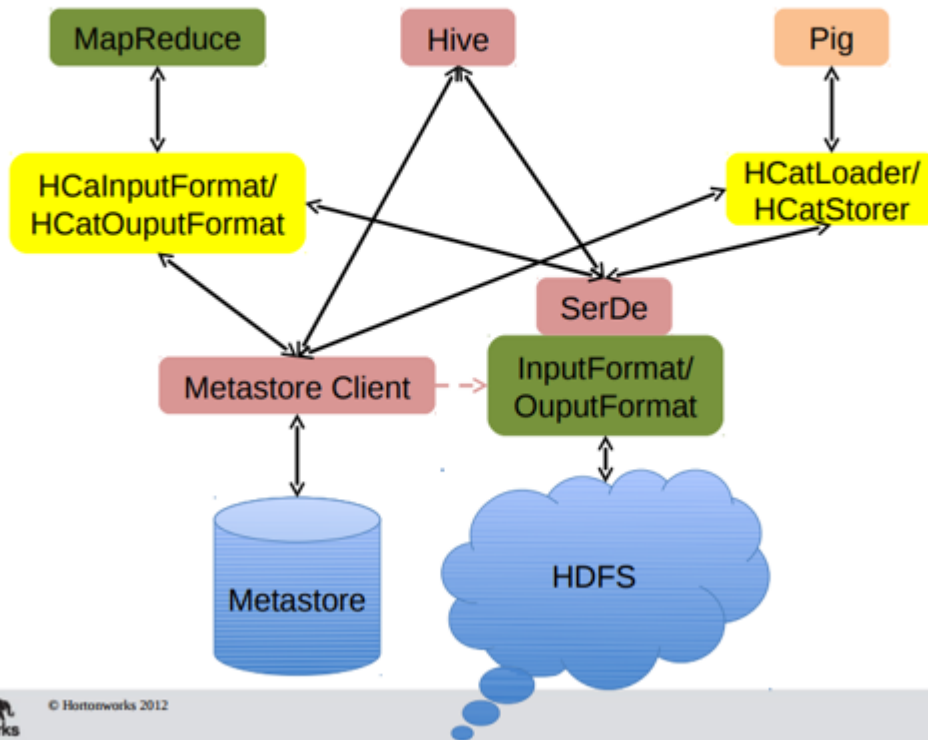 MapReduce
Hive
Pig
HCaInputFormat/
HCatOuputFormat
HCatLoader/
HCatStorer
SerDe
Metastore Client
InputFormat/
OuputFormat
Metastore
HDFS
© Hortonworks 2012